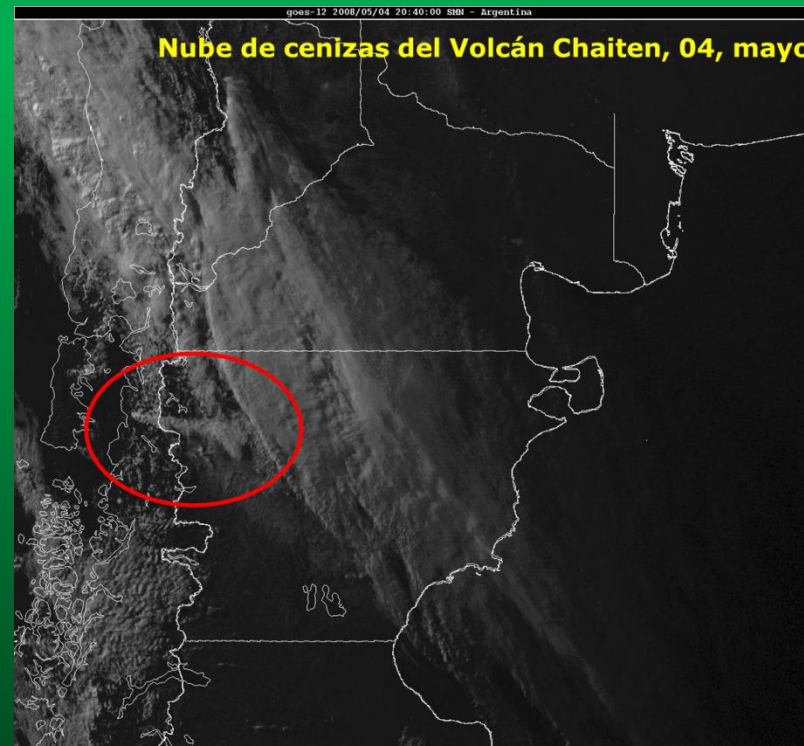 goes-12 2008/05/04 20:40:00 SMN - Argentina
Nube de cenizas del Volcán Chaiten, 04, mayo